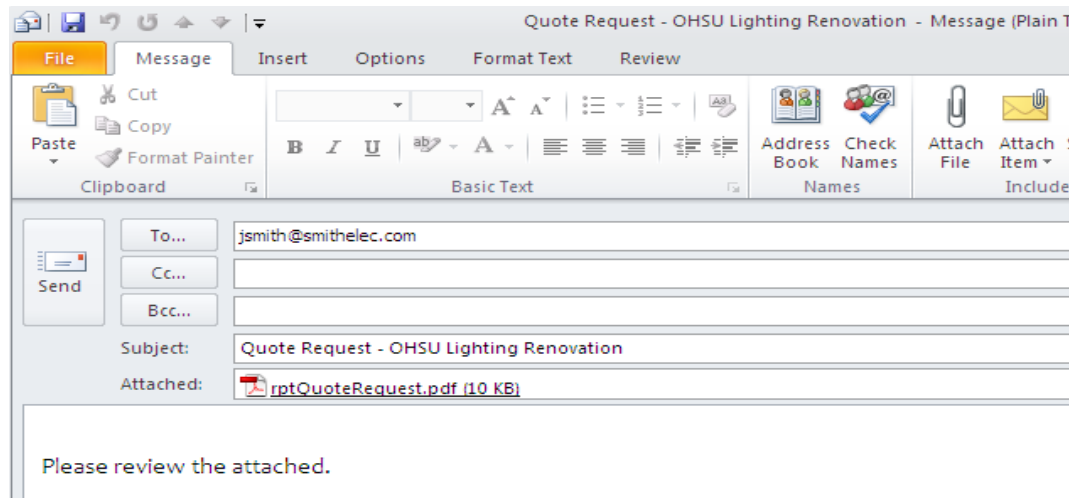 Quote Request - OHSU Lighting Renovation - Message (Plain T
File Message Insert Options Format Text Review
Paste
Cut
Copy
Format Painter
Clipboard
B I U ab A
Basic Text
Address Book
Check Names
Names
Attach File
Attach Item
Include
Send
To... jsmith@smithelec.com
Cc...
Bcc...
Subject: Quote Request - OHSU Lighting Renovation
Attached: rptQuoteRequest.pdf (10 KB)
Please review the attached.